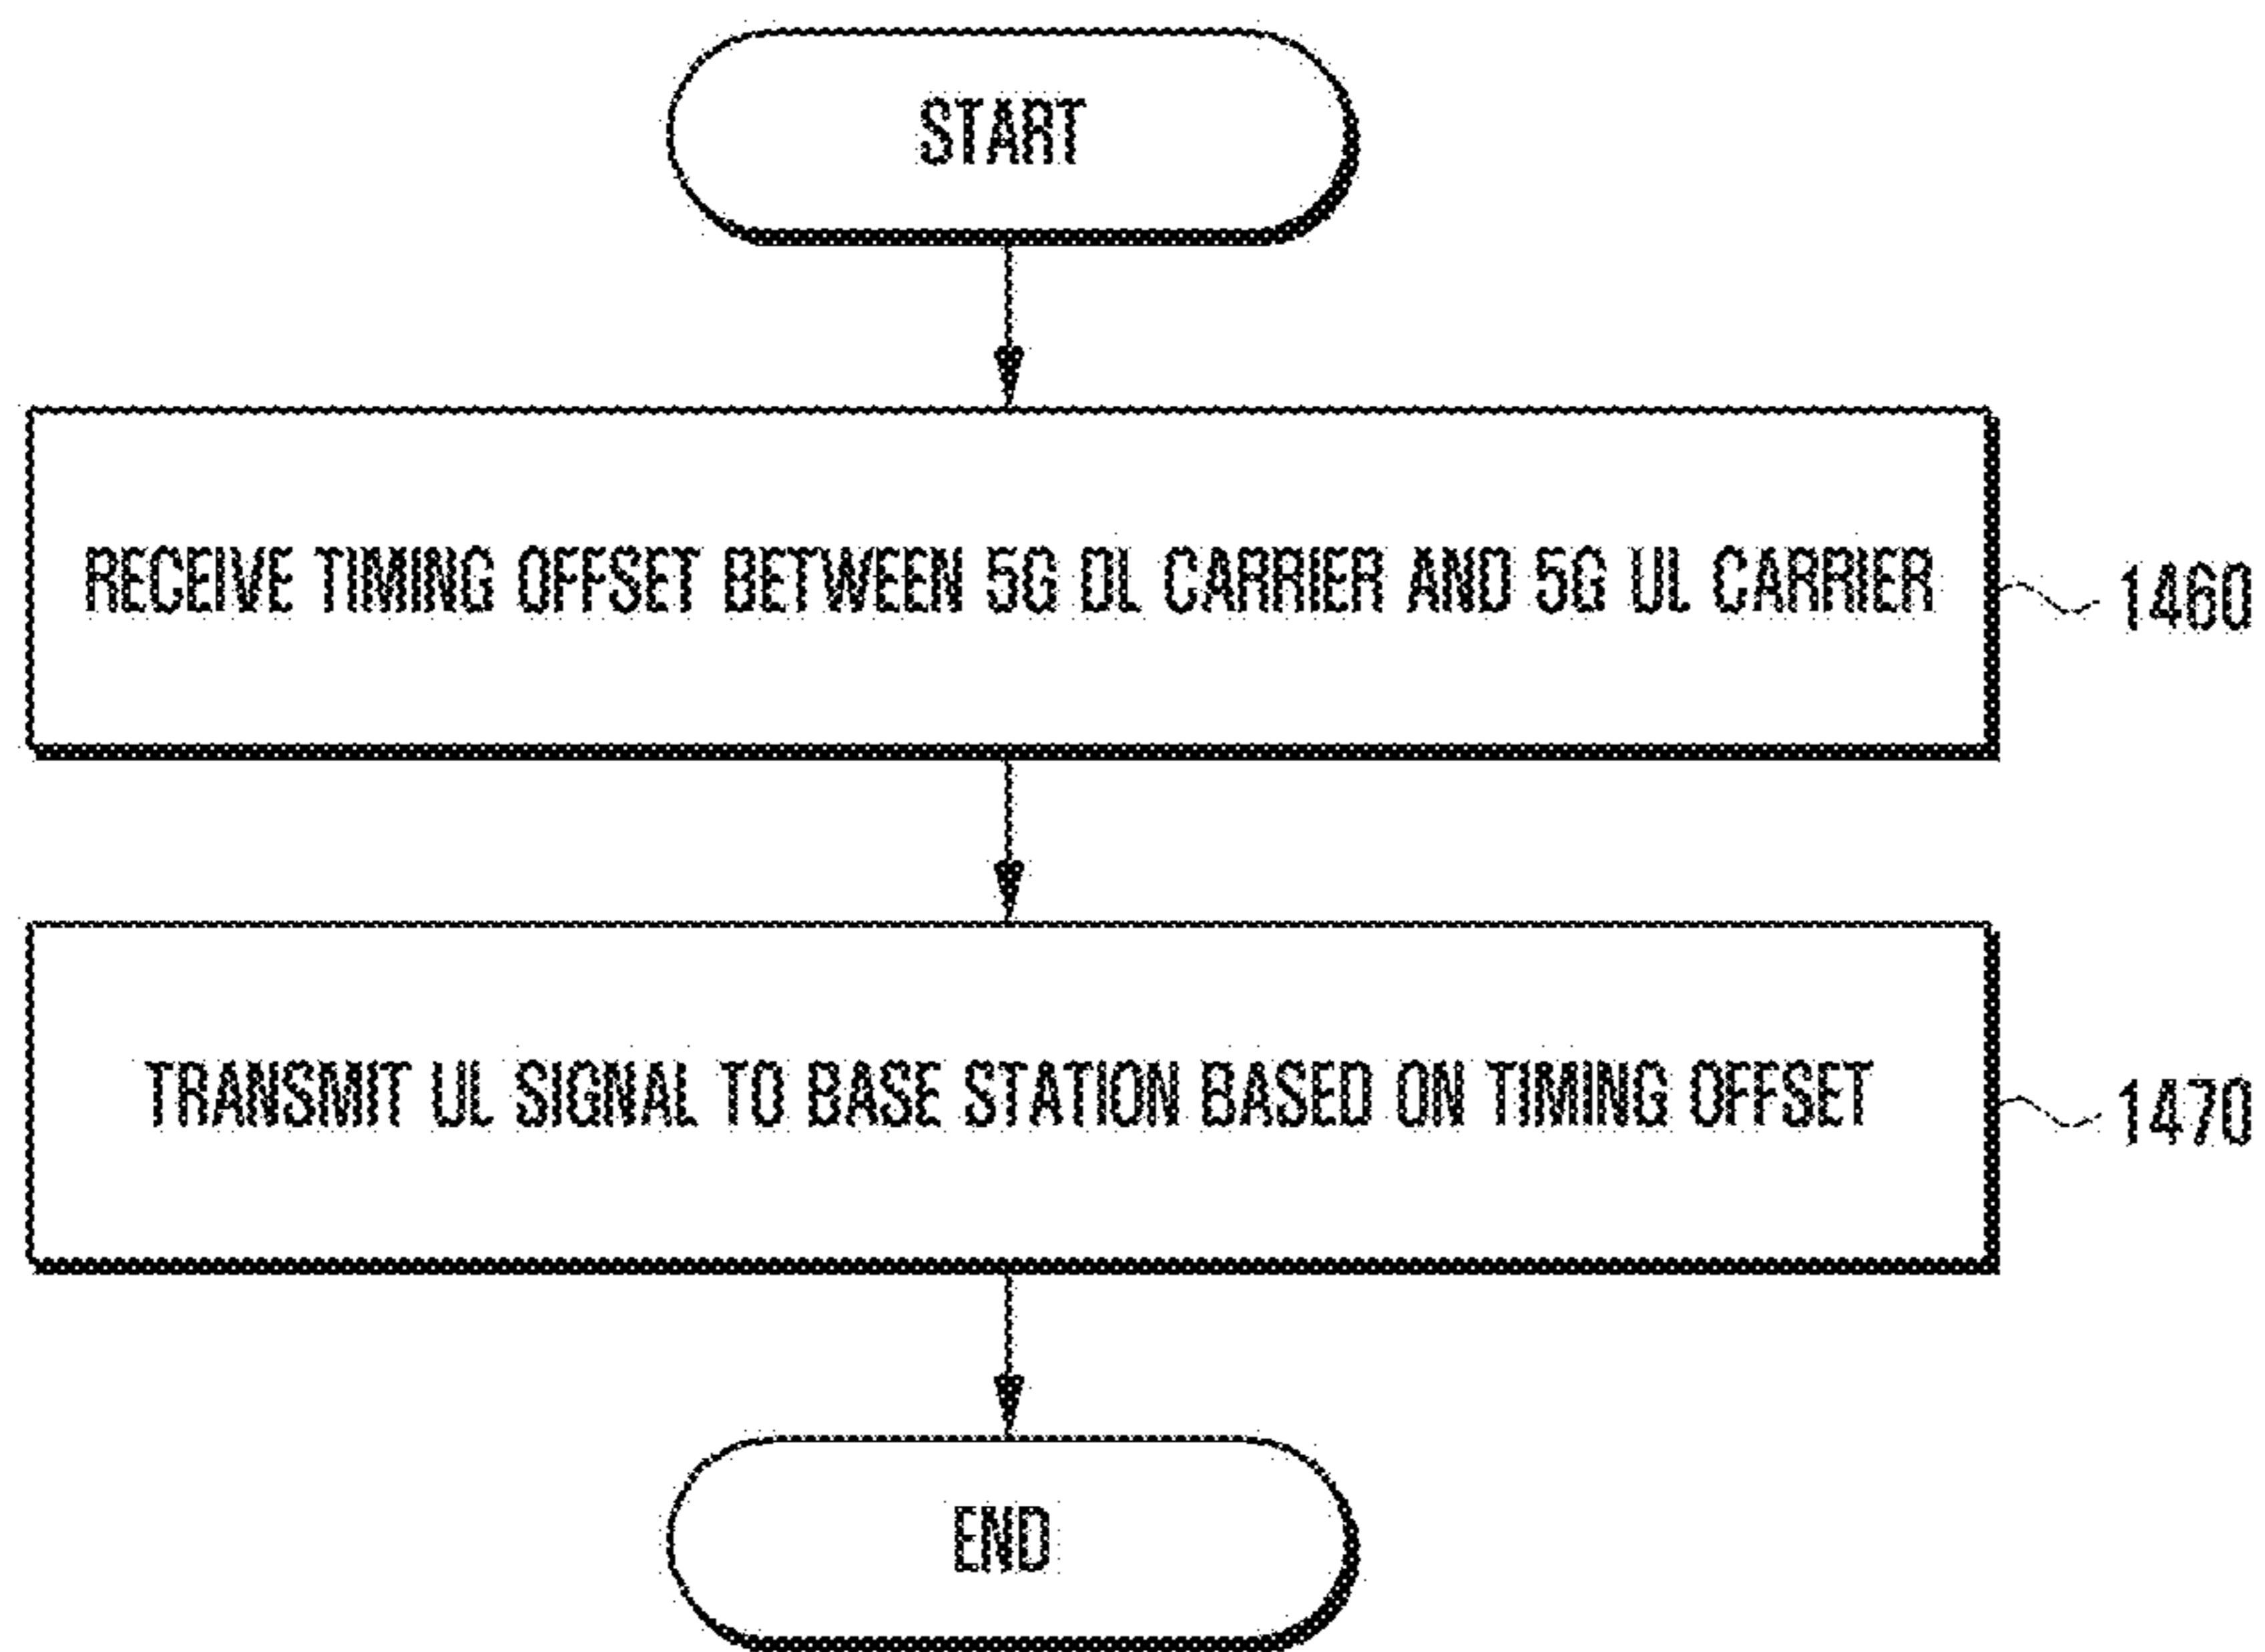 START
RECEIVE TIMING OFFSET BETWEEN 5G DL CARRIER AND 5G UL CARRIER
1460
TRANSMIT UL SIGNAL TO BASE STATION BASED ON TIMING OFFSET
1470
END